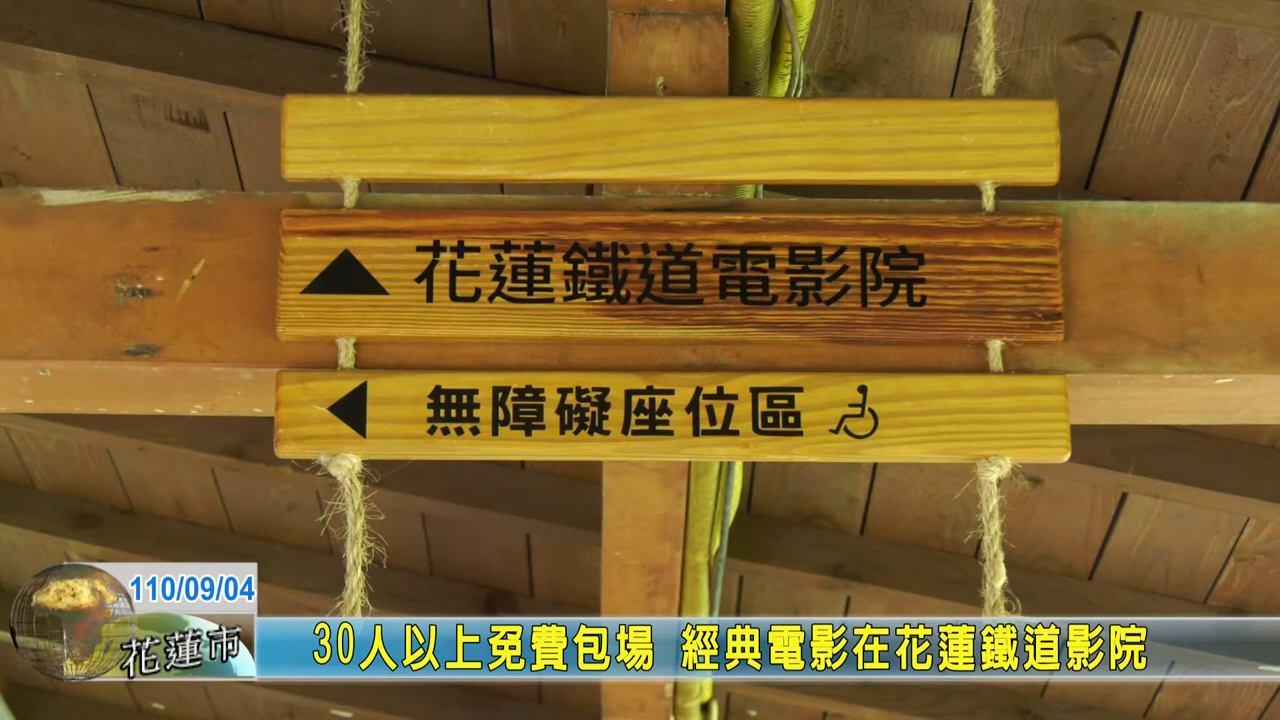 ▲ 花蓮鐵道電影院
◀ 無障礙座位區
110/09/04
花蓮市
30人以上免費包場 經典電影在花蓮鐵道影院